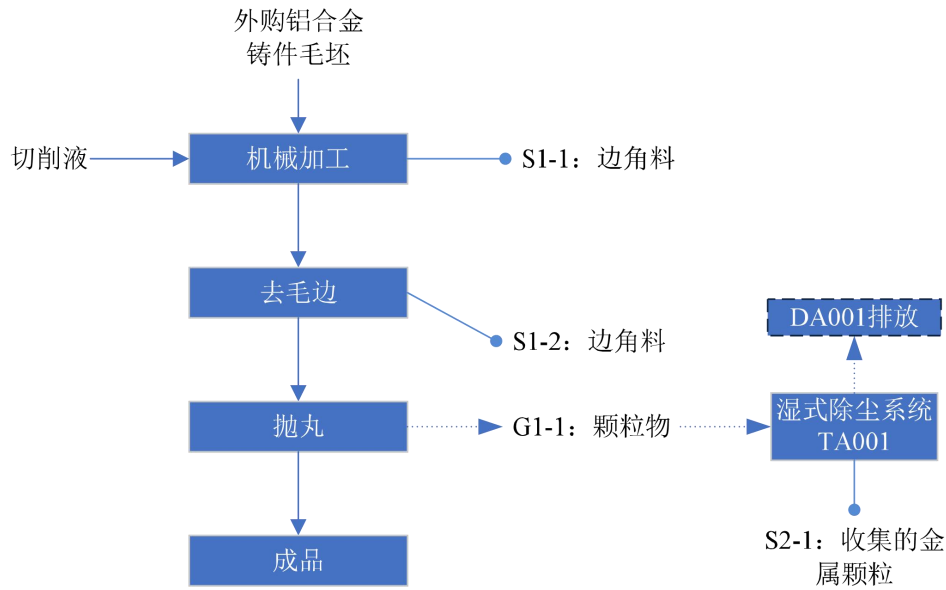 外购铝合金
铸件毛坯
切削液
机械加工
S1-1：边角料
去毛边
S1-2：边角料
DA001排放
抛丸
G1-1：颗粒物
湿式除尘系统
TA001
成品
S2-1：收集的金
属颗粒